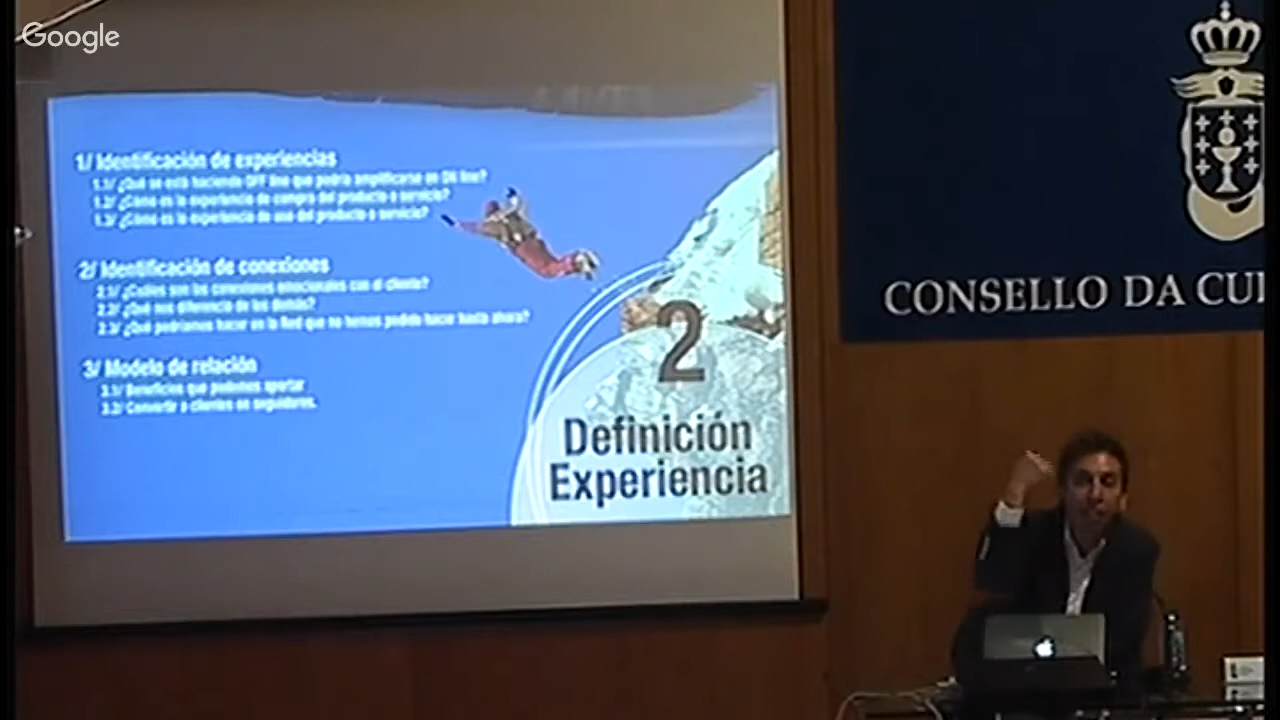 Google
1/ Identificación de experiencias
1.1/ ¿Qué se está haciendo OFF line que podría amplificarse en ON line?
1.2/ ¿Cómo es la experiencia de compra del producto o servicio?
1.3/ ¿Cómo es la experiencia de uso del producto o servicio?
2/ Identificación de conexiones
2.1/ ¿Cuáles son las conexiones emocionales con el cliente?
2.2/ ¿Qué nos diferencia de los demás?
2.3/ ¿Qué podríamos hacer en la Red que no hemos podido hacer hasta ahora?
3/ Modelo de relación
3.1/ Beneficios que podemos aportar
3.2/ Convertir a clientes en seguidores.
2
Definición
Experiencia
CONSELLO DA CU